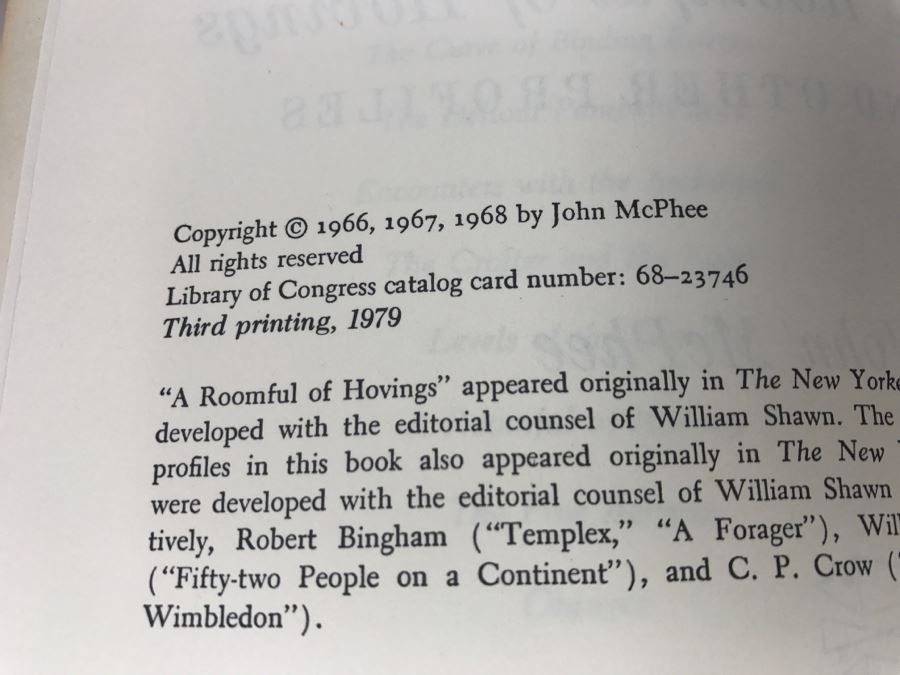 Copyright © 1966, 1967, 1968 by John McPhee
All rights reserved
Library of Congress catalog card number: 68–23746
Third printing, 1979
“A Roomful of Hovings” appeared originally in The New Yorke
developed with the editorial counsel of William Shawn. The
profiles in this book also appeared originally in The New
were developed with the editorial counsel of William Shawn
tively, Robert Bingham (“Templex,” “A Forager”), Wil
(“Fifty-two People on a Continent”), and C. P. Crow (“
Wimbledon”).